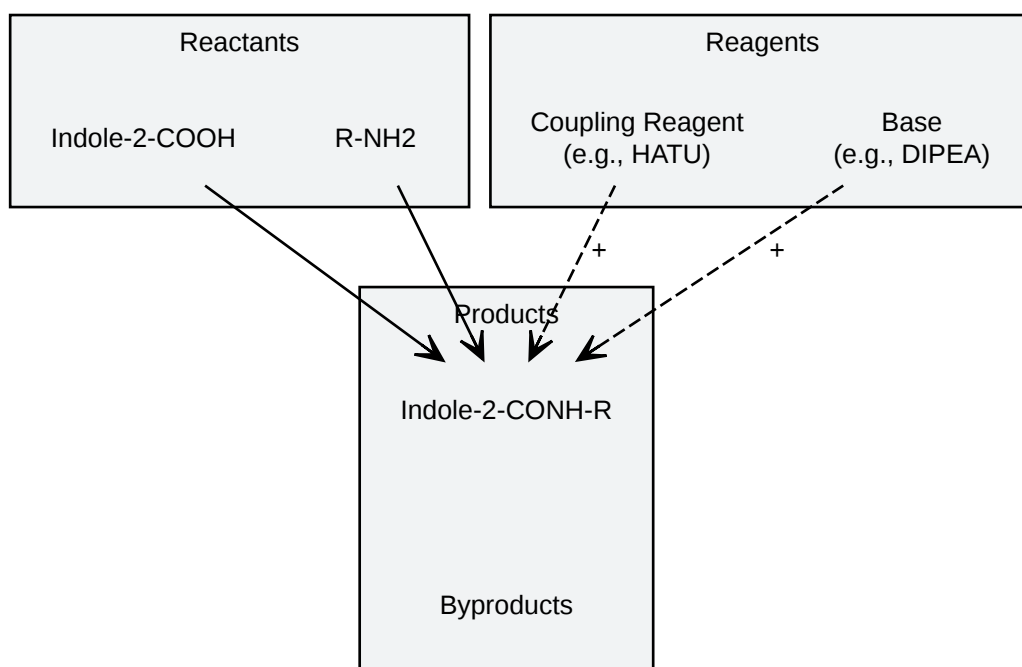 Reactants
Reagents
Indole-2-COOH
R-NH2
Coupling Reagent
(e.g., HATU)
Base
(e.g., DIPEA)
+
+
Products
Indole-2-CONH-R
Byproducts